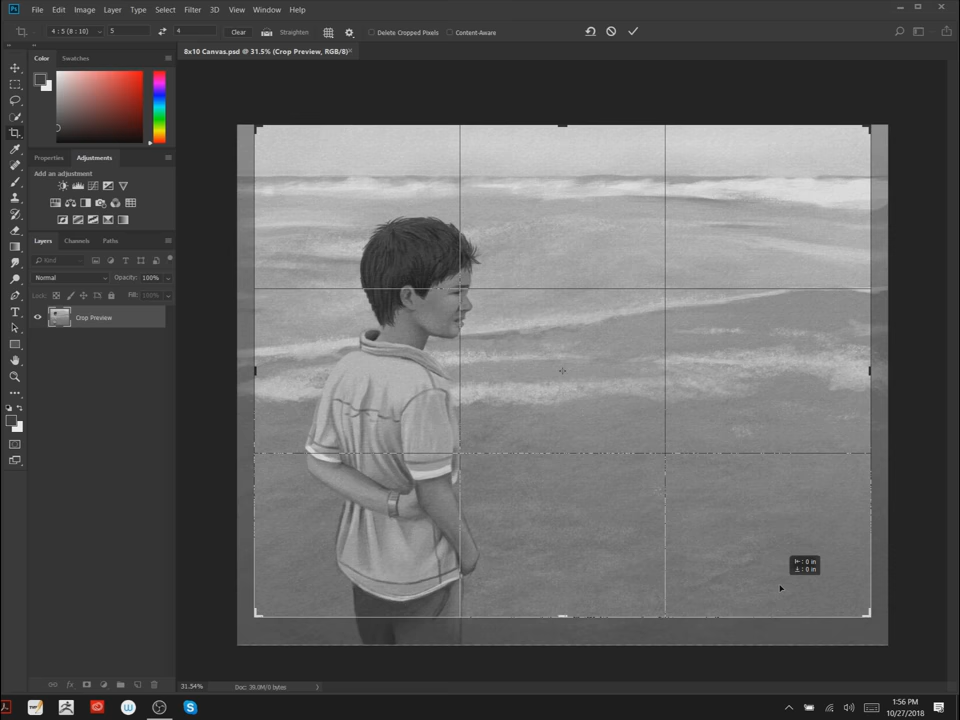 Ps File Edit Image Layer Type Select Filter 3D View Window Help
4 : 5 (8 : 10) 5 4 Clear Straighten Delete Cropped Pixels Content-Aware
8x10 Canvas.psd @ 31.5% (Crop Preview, RGB/8)
Color Swatches
Properties Adjustments
Add an adjustment
Layers Channels Paths
Kind
Normal Opacity: 100%
Lock: Fill: 100%
Crop Preview
: 0 in
: 0 in
fx
31.54% Doc: 39.0M/0 bytes
1:56 PM
10/27/2018